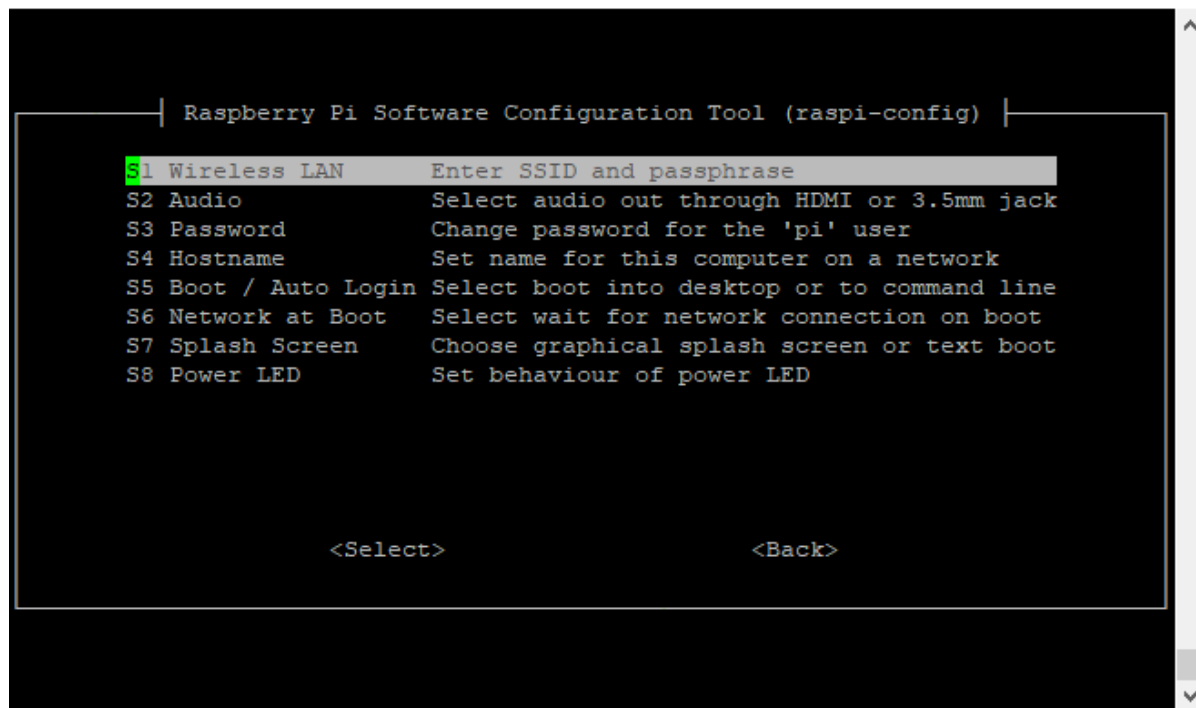 Raspberry Pi Software Configuration Tool (raspi-config)
S1 Wireless LAN Enter SSID and passphrase
S2 Audio Select audio out through HDMI or 3.5mm jack
S3 Password Change password for the 'pi' user
S4 Hostname Set name for this computer on a network
S5 Boot / Auto Login Select boot into desktop or to command line
S6 Network at Boot Select wait for network connection on boot
S7 Splash Screen Choose graphical splash screen or text boot
S8 Power LED Set behaviour of power LED
<Select> <Back>